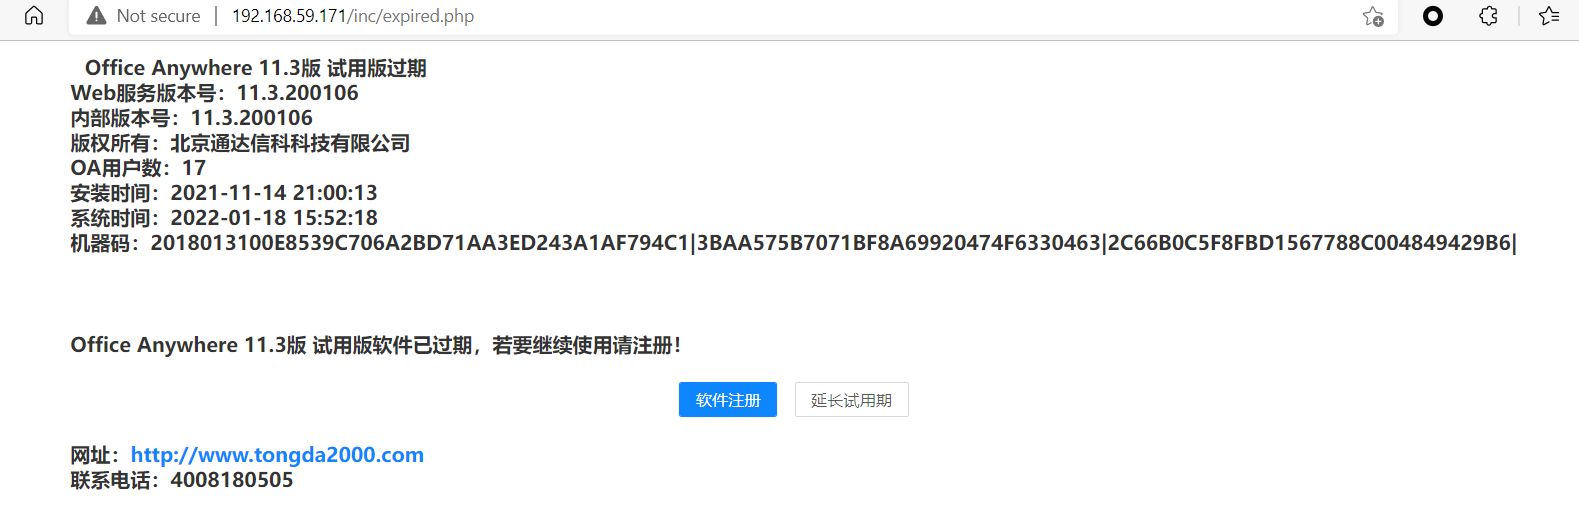 Not secure | 192.168.59.171/inc/expired.php
Office Anywhere 11.3版 试用版过期
Web服务版本号：11.3.200106
内部版本号：11.3.200106
版权所有：北京通达信科科技有限公司
OA用户数：17
安装时间：2021-11-14 21:00:13
系统时间：2022-01-18 15:52:18
机器码：2018013100E8539C706A2BD71AA3ED243A1AF794C1|3BAA575B7071BF8A69920474F6330463|2C66B0C5F8FBD1567788C004849429B6|
Office Anywhere 11.3版 试用版软件已过期，若要继续使用请注册！
软件注册 延长试用期
网址：http://www.tongda2000.com
联系电话：4008180505